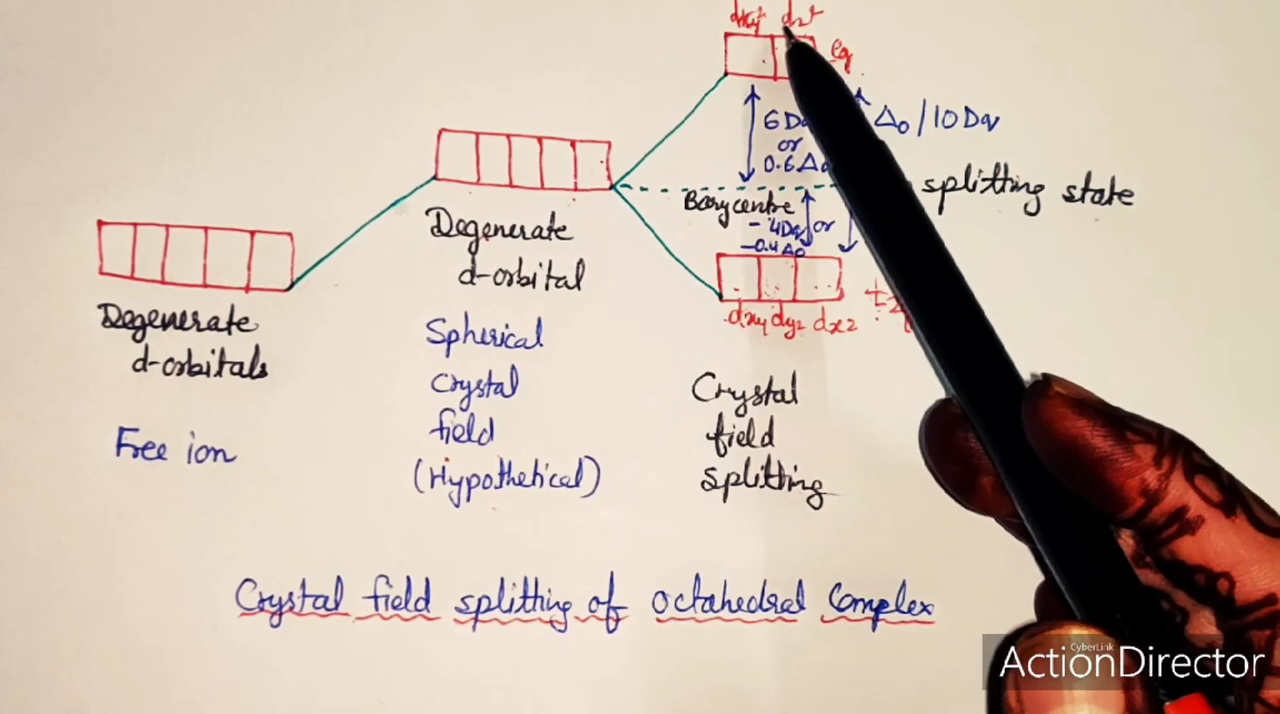 dz²
eg
6Dq
or
0.6Δo
Δo/10Dq
splitting state
Barycentre
-4Dq or
-0.4Δo
dxy dyz dxz
Degenerate
d-orbital
Spherical
crystal
field
(Hypothetical)
Degenerate
d-orbitals
Free ion
Crystal
field
splitting
Crystal field splitting of octahedral Complex
CyberLink
ActionDirector